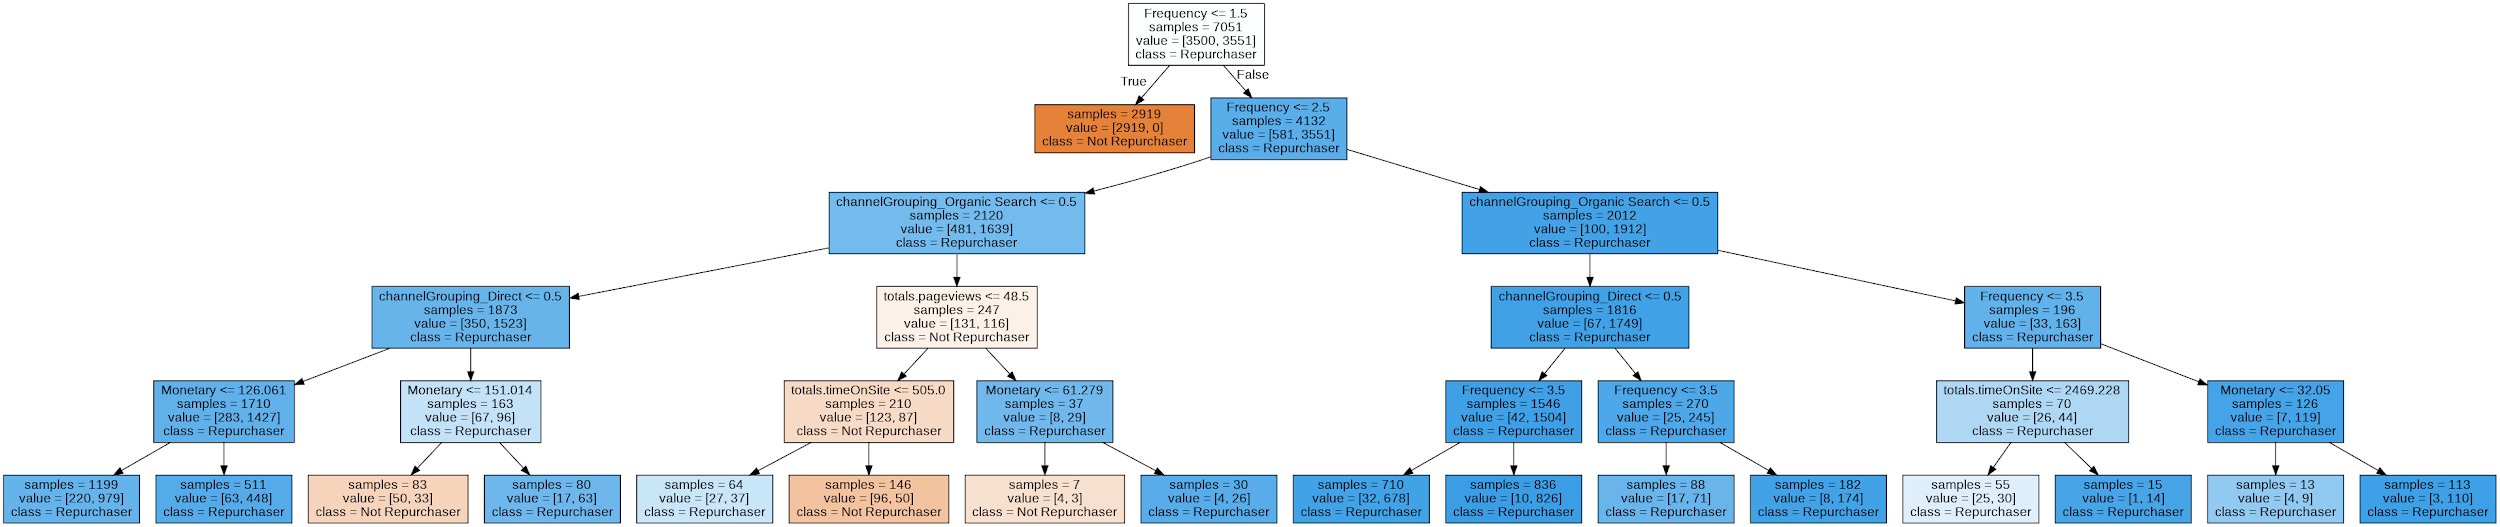 Frequency <= 1.5
samples = 7051
value = [3500, 3551]
class = Repurchaser
True
False
samples = 2919
value = [2919, 0]
class = Not Repurchaser
Frequency <= 2.5
samples = 4132
value = [581, 3551]
class = Repurchaser
channelGrouping_Organic Search <= 0.5
samples = 2120
value = [481, 1639]
class = Repurchaser
channelGrouping_Organic Search <= 0.5
samples = 2012
value = [100, 1912]
class = Repurchaser
channelGrouping_Direct <= 0.5
samples = 1873
value = [350, 1523]
class = Repurchaser
totals.pageviews <= 48.5
samples = 247
value = [131, 116]
class = Not Repurchaser
channelGrouping_Direct <= 0.5
samples = 1816
value = [67, 1749]
class = Repurchaser
Frequency <= 3.5
samples = 196
value = [33, 163]
class = Repurchaser
Monetary <= 126.061
samples = 1710
value = [283, 1427]
class = Repurchaser
Monetary <= 151.014
samples = 163
value = [67, 96]
class = Repurchaser
totals.timeOnSite <= 505.0
samples = 210
value = [123, 87]
class = Not Repurchaser
Monetary <= 61.279
samples = 37
value = [8, 29]
class = Repurchaser
Frequency <= 3.5
samples = 1546
value = [42, 1504]
class = Repurchaser
Frequency <= 3.5
samples = 270
value = [25, 245]
class = Repurchaser
totals.timeOnSite <= 2469.228
samples = 70
value = [26, 44]
class = Repurchaser
Monetary <= 32.05
samples = 126
value = [7, 119]
class = Repurchaser
samples = 1199
value = [220, 979]
class = Repurchaser
samples = 511
value = [63, 448]
class = Repurchaser
samples = 83
value = [50, 33]
class = Not Repurchaser
samples = 80
value = [17, 63]
class = Repurchaser
samples = 64
value = [27, 37]
class = Repurchaser
samples = 146
value = [96, 50]
class = Not Repurchaser
samples = 7
value = [4, 3]
class = Not Repurchaser
samples = 30
value = [4, 26]
class = Repurchaser
samples = 710
value = [32, 678]
class = Repurchaser
samples = 836
value = [10, 826]
class = Repurchaser
samples = 88
value = [17, 71]
class = Repurchaser
samples = 182
value = [8, 174]
class = Repurchaser
samples = 55
value = [25, 30]
class = Repurchaser
samples = 15
value = [1, 14]
class = Repurchaser
samples = 13
value = [4, 9]
class = Repurchaser
samples = 113
value = [3, 110]
class = Repurchaser